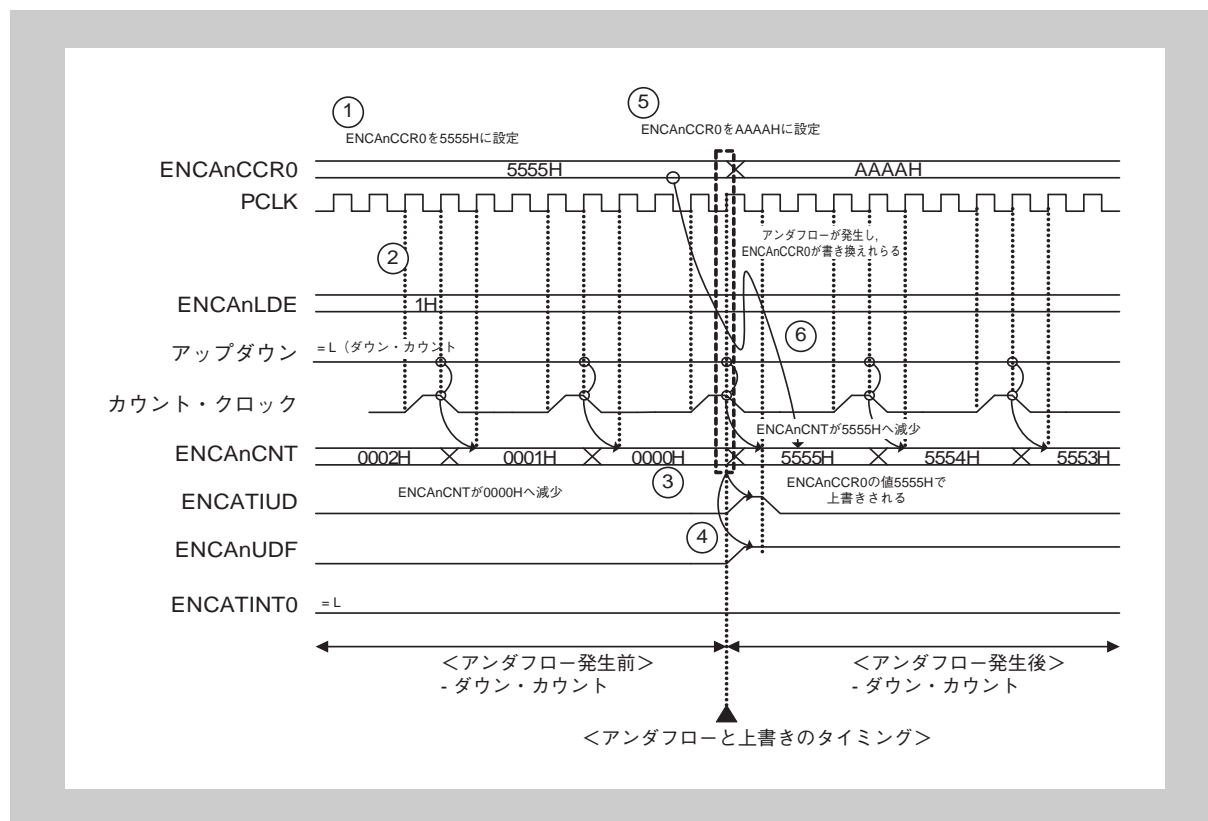 ①
ENCAnCCR0を5555Hに設定
⑤
ENCAnCCR0をAAAAHに設定
ENCAnCCR0
5555H
AAAAH
PCLK
②
アンダフローが発生し,
ENCAnCCR0が書き換えれらる
ENCAnLDE
1H
⑥
アップダウン
=L（ダウン・カウント
カウント・クロック
ENCAnCNTが5555Hへ減少
ENCAnCNT
0002H
0001H
0000H
5555H
5554H
5553H
③
ENCAnCNTが0000Hへ減少
ENCAnCCR0の値5555Hで
上書きされる
ENCATIUD
④
ENCAnUDF
ENCATINT0
=L
＜アンダフロー発生前＞
- ダウン・カウント
＜アンダフロー発生後＞
- ダウン・カウント
＜アンダフローと上書きのタイミング＞